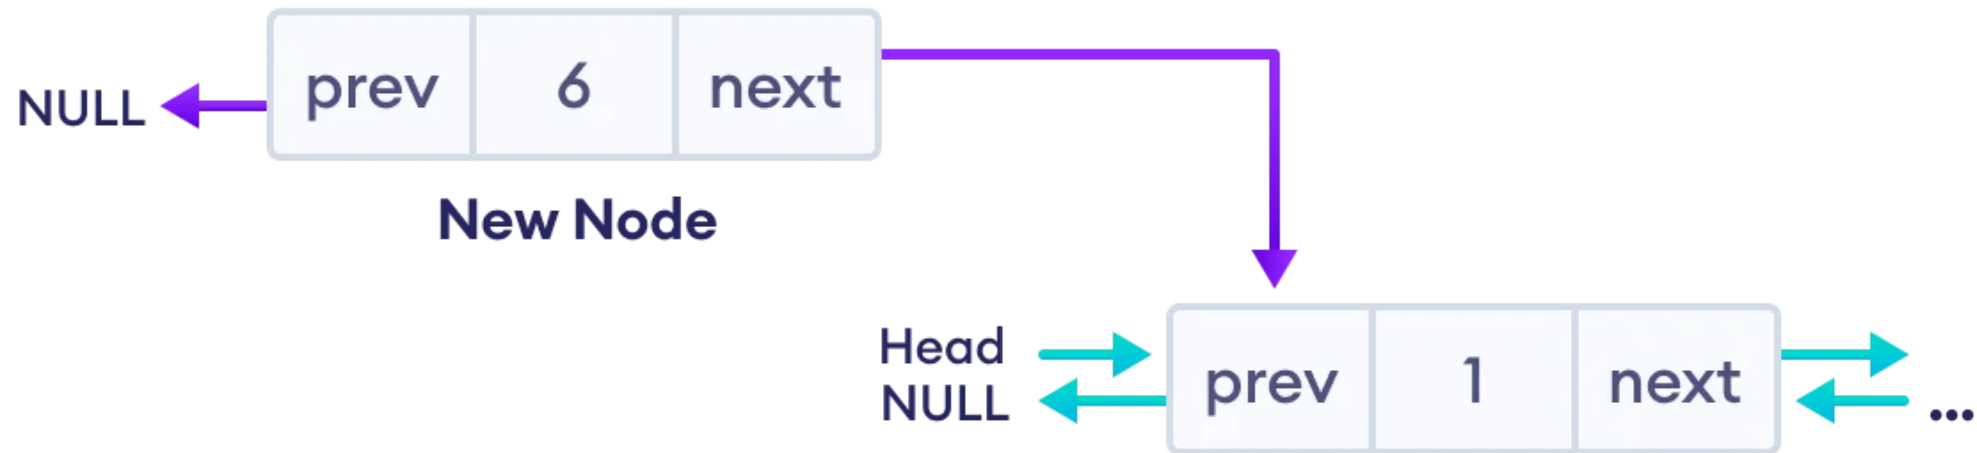 NULL
prev 6 next
New Node
Head
NULL
prev 1 next
...